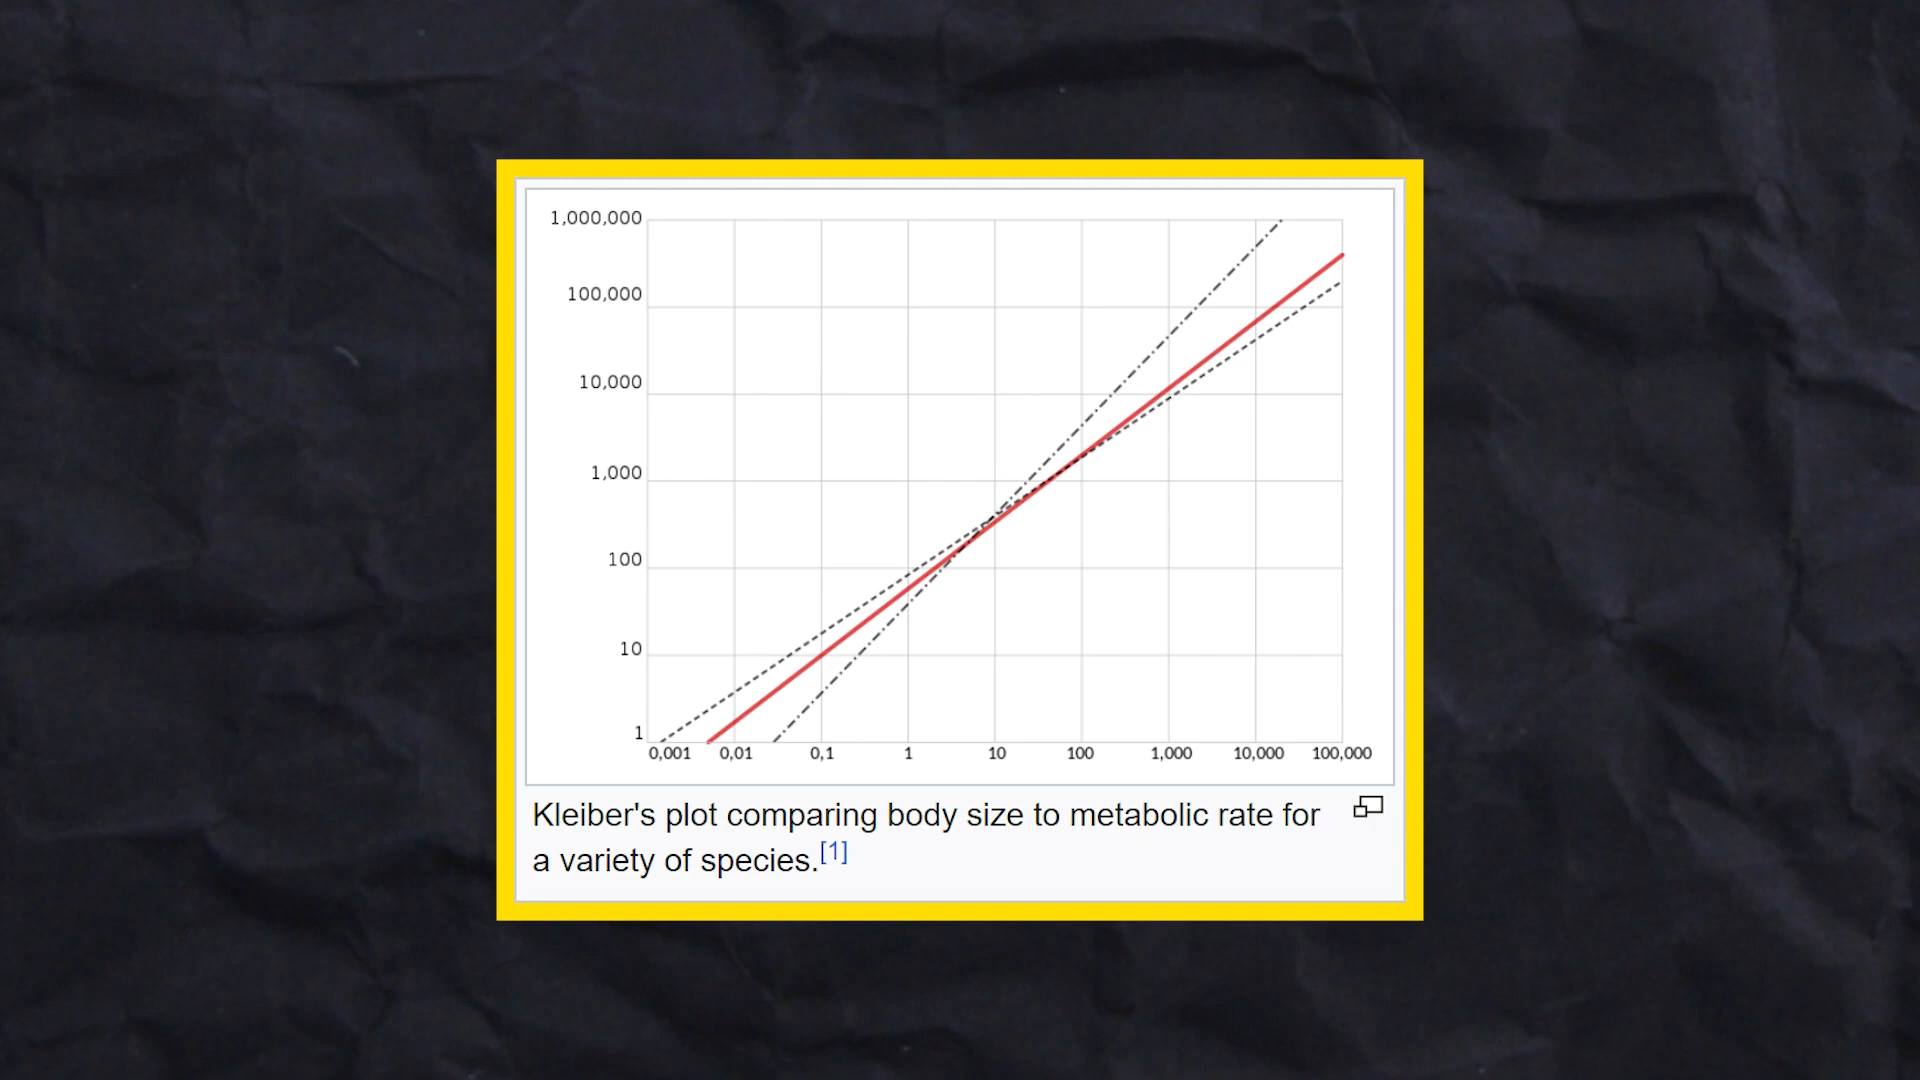 1,000,000
100,000
10,000
1,000
100
10
1
0,001 0,01 0,1 1 10 100 1,000 10,000 100,000
Kleiber's plot comparing body size to metabolic rate for
a variety of species.[1]